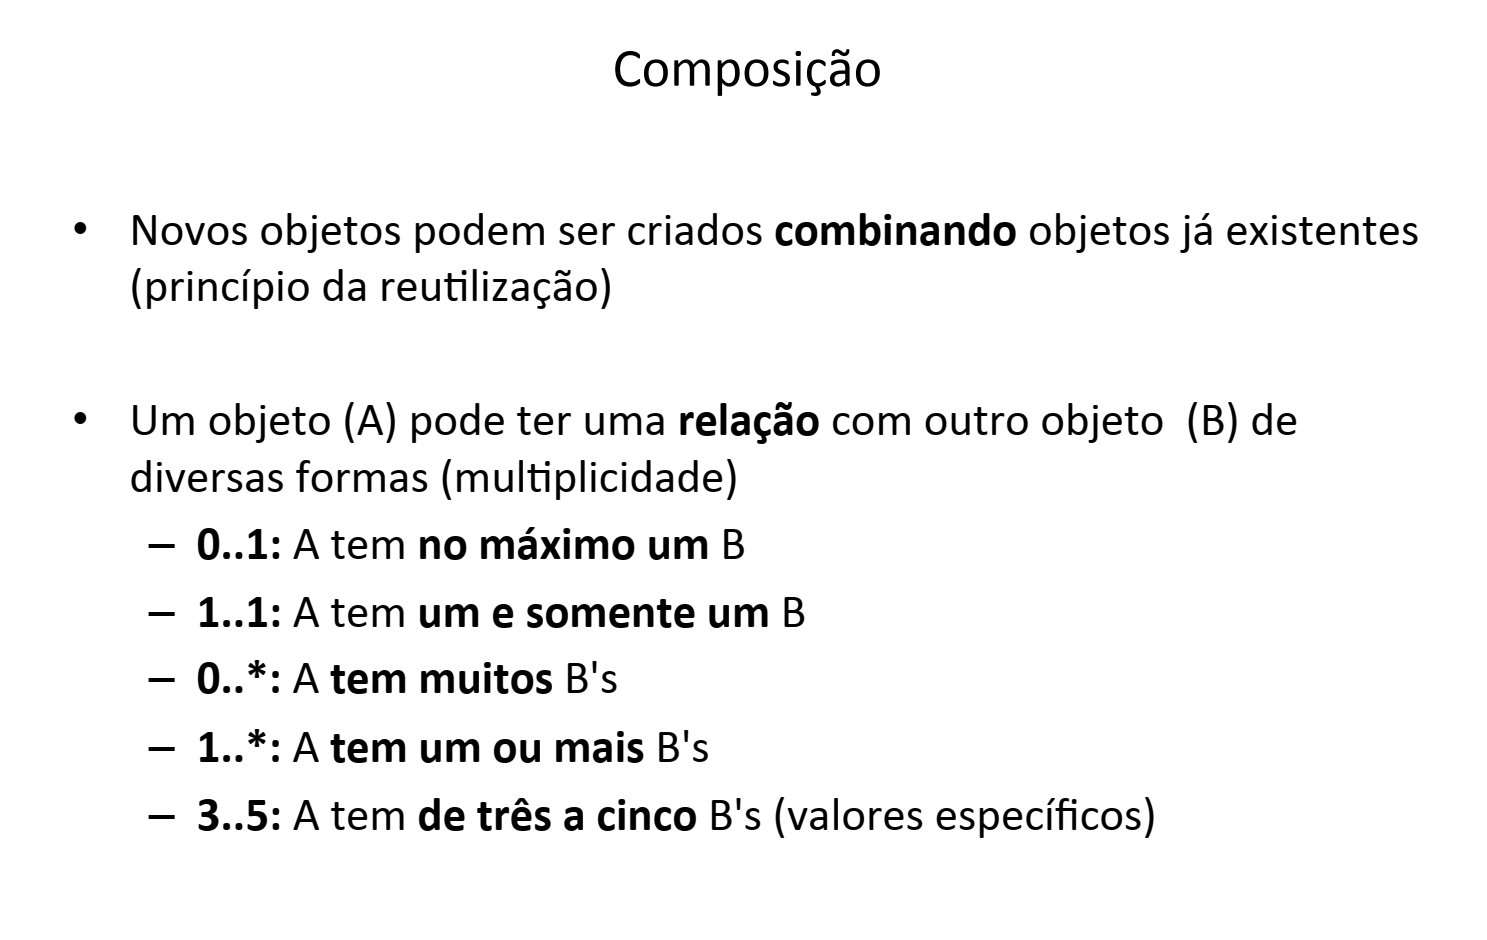 Composição
• Novos objetos podem ser criados combinando objetos já existentes
(princípio da reutilização)
• Um objeto (A) pode ter uma relação com outro objeto  (B) de
diversas formas (multiplicidade)
– 0..1: A tem no máximo um B
– 1..1: A tem um e somente um B
– 0..*: A tem muitos B's
– 1..*: A tem um ou mais B's
– 3..5: A tem de três a cinco B's (valores específicos)